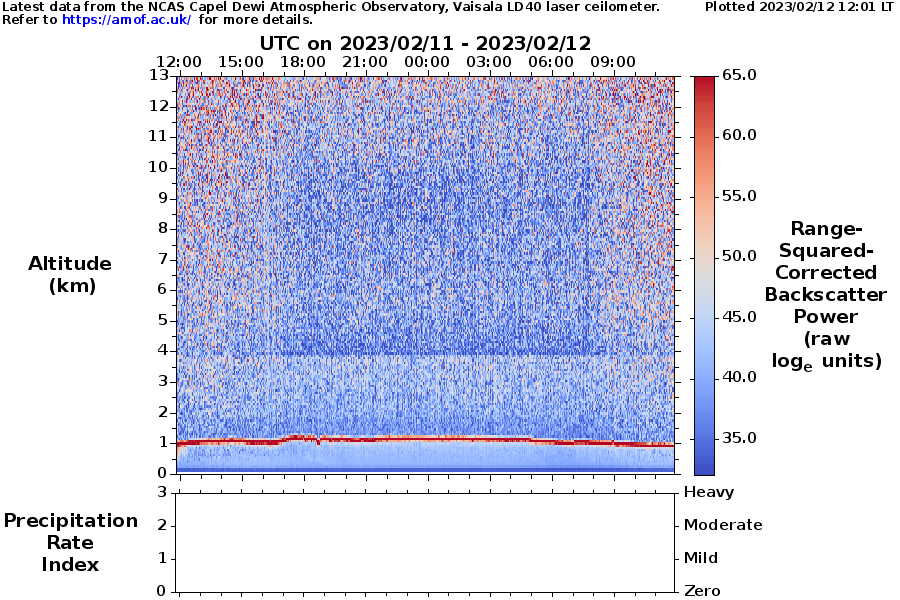 Latest data from the NCAS Capel Dewi Atmospheric Observatory, Vaisala LD40 laser ceilometer. Plotted 2023/02/12 12:01 LT
Refer to https://amof.ac.uk/ for more details.
UTC on 2023/02/11 - 2023/02/12
12:00 15:00 18:00 21:00 00:00 03:00 06:00 09:00
13
12
11
10
9
8
7
6
5
4
3
2
1
0
Altitude
(km)
65.0
60.0
55.0
50.0
45.0
40.0
35.0
Range-
Squared-
Corrected
Backscatter
Power
(raw
loge units)
3
2
1
0
Precipitation
Rate
Index
Heavy
Moderate
Mild
Zero